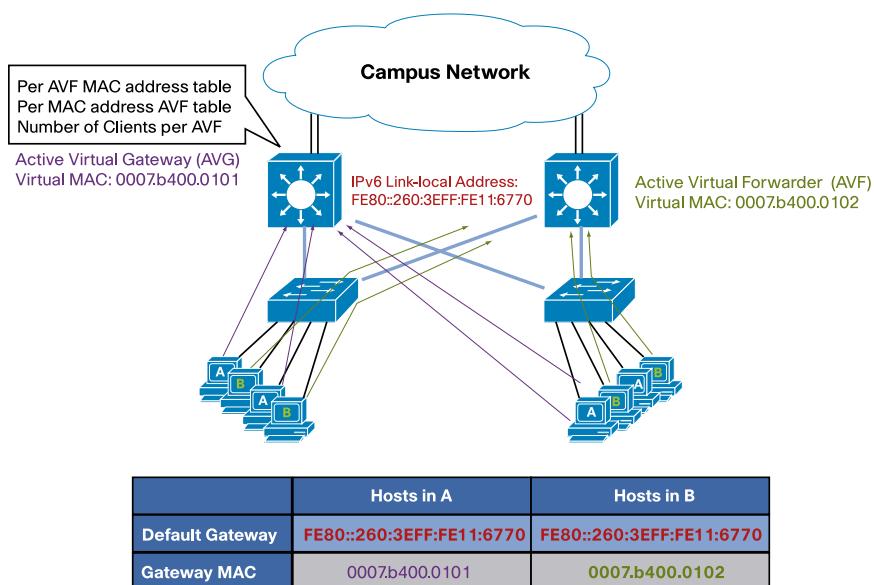 Campus Network
Per AVF MAC address table
Per MAC address AVF table
Number of Clients per AVF
Active Virtual Gateway (AVG)
Virtual MAC: 0007.b400.0101
IPv6 Link-local Address:
FE80::260:3EFF:FE11:6770
Active Virtual Forwarder (AVF)
Virtual MAC: 0007.b400.0102
A
B
A
B
B
A
B
A
Hosts in A
Hosts in B
Default Gateway
FE80::260:3EFF:FE11:6770
FE80::260:3EFF:FE11:6770
Gateway MAC
0007.b400.0101
0007.b400.0102